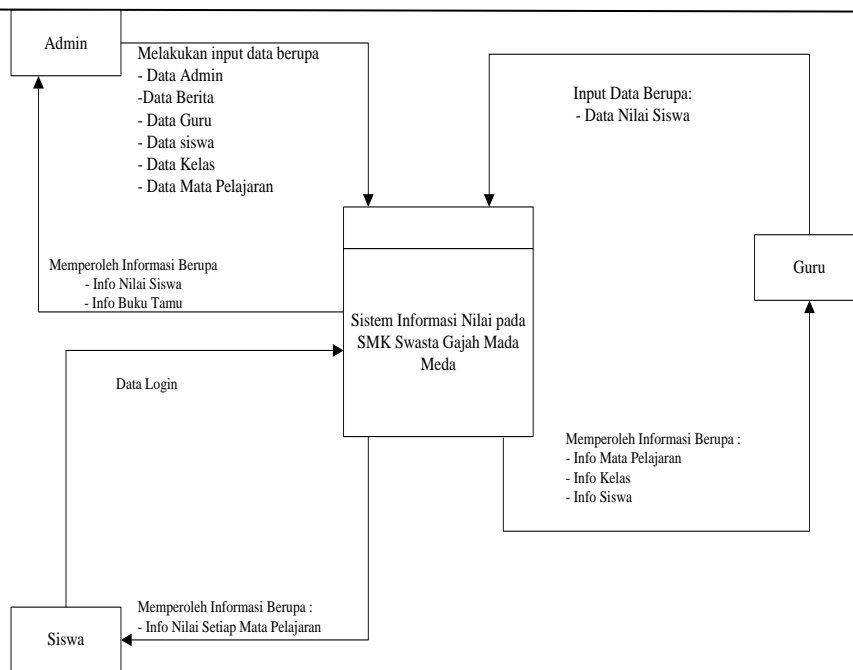 Admin
Melakukan input data berupa
- Data Admin
-Data Berita
- Data Guru
- Data siswa
- Data Kelas
- Data Mata Pelajaran
Input Data Berupa:
- Data Nilai Siswa
Memperoleh Informasi Berupa
- Info Nilai Siswa
- Info Buku Tamu
Guru
Sistem Informasi Nilai pada
SMK Swasta Gajah Mada
Meda
Data Login
Memperoleh Informasi Berupa :
- Info Mata Pelajaran
- Info Kelas
- Info Siswa
Memperoleh Informasi Berupa :
- Info Nilai Setiap Mata Pelajaran
Siswa